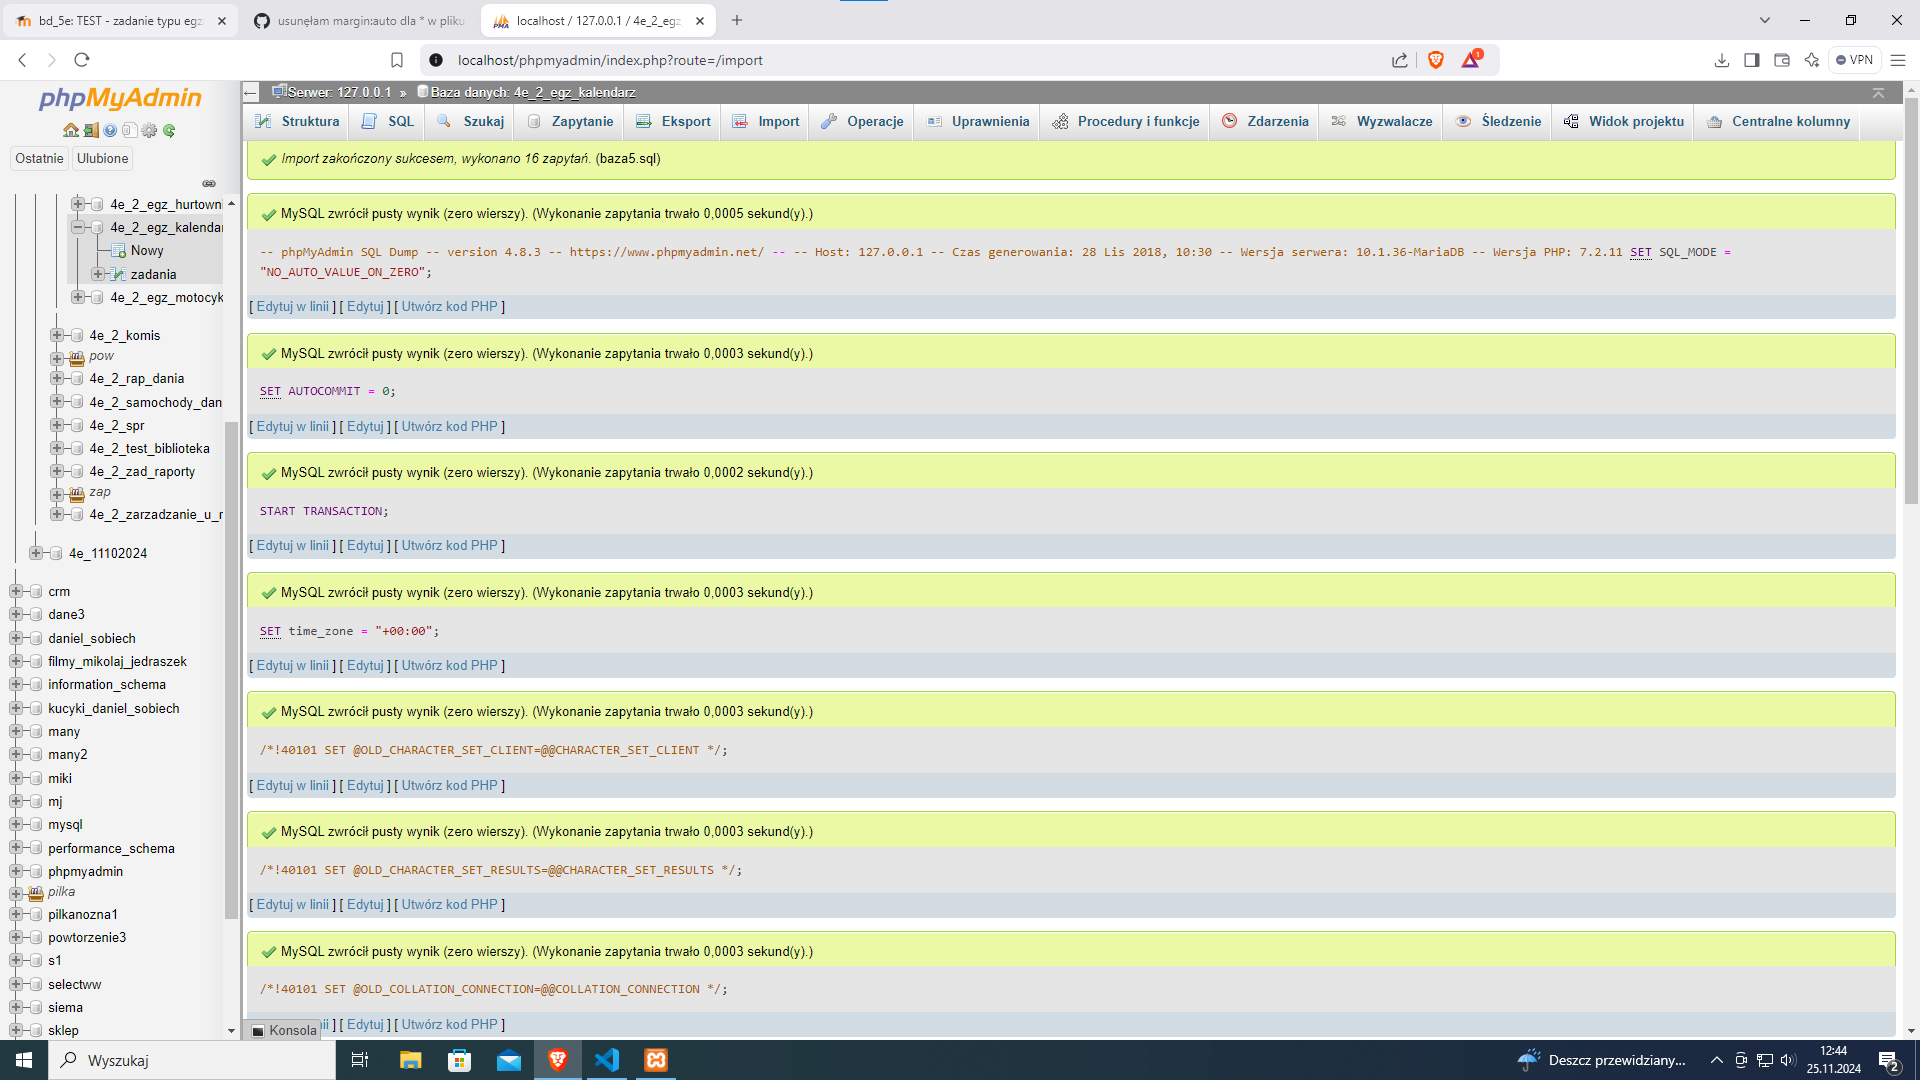 bd_5e: TEST - zadanie typu egz
usunęłam margin:auto dla * w pliku
localhost / 127.0.0.1 / 4e_2_egz_
localhost/phpmyadmin/index.php?route=/import
1
VPN
phpMyAdmin
Ostatnie
Ulubione
4e_2_egz_hurtowni
4e_2_egz_kalendar
Nowy
zadania
4e_2_egz_motocyk
4e_2_komis
pow
4e_2_rap_dania
4e_2_samochody_dan
4e_2_spr
4e_2_test_biblioteka
4e_2_zad_raporty
zap
4e_2_zarzadzanie_u_r
4e_11102024
crm
dane3
daniel_sobiech
filmy_mikolaj_jedraszek
information_schema
kucyki_daniel_sobiech
many
many2
miki
mj
mysql
performance_schema
phpmyadmin
pilka
pilkanozna1
powtorzenie3
s1
selectww
siema
sklep
Serwer: 127.0.0.1 » Baza danych: 4e_2_egz_kalendarz
Struktura SQL Szukaj Zapytanie Eksport Import Operacje Uprawnienia Procedury i funkcje Zdarzenia Wyzwalacze Śledzenie Widok projektu Centralne kolumny
Import zakończony sukcesem, wykonano 16 zapytań. (baza5.sql)
MySQL zwrócił pusty wynik (zero wierszy). (Wykonanie zapytania trwało 0,0005 sekund(y).)
-- phpMyAdmin SQL Dump -- version 4.8.3 -- https://www.phpmyadmin.net/ -- -- Host: 127.0.0.1 -- Czas generowania: 28 Lis 2018, 10:30 -- Wersja serwera: 10.1.36-MariaDB -- Wersja PHP: 7.2.11 SET SQL_MODE =
"NO_AUTO_VALUE_ON_ZERO";
[ Edytuj w linii ] [ Edytuj ] [ Utwórz kod PHP ]
MySQL zwrócił pusty wynik (zero wierszy). (Wykonanie zapytania trwało 0,0003 sekund(y).)
SET AUTOCOMMIT = 0;
[ Edytuj w linii ] [ Edytuj ] [ Utwórz kod PHP ]
MySQL zwrócił pusty wynik (zero wierszy). (Wykonanie zapytania trwało 0,0002 sekund(y).)
START TRANSACTION;
[ Edytuj w linii ] [ Edytuj ] [ Utwórz kod PHP ]
MySQL zwrócił pusty wynik (zero wierszy). (Wykonanie zapytania trwało 0,0003 sekund(y).)
SET time_zone = "+00:00";
[ Edytuj w linii ] [ Edytuj ] [ Utwórz kod PHP ]
MySQL zwrócił pusty wynik (zero wierszy). (Wykonanie zapytania trwało 0,0003 sekund(y).)
/*!40101 SET @OLD_CHARACTER_SET_CLIENT=@@CHARACTER_SET_CLIENT */;
[ Edytuj w linii ] [ Edytuj ] [ Utwórz kod PHP ]
MySQL zwrócił pusty wynik (zero wierszy). (Wykonanie zapytania trwało 0,0003 sekund(y).)
/*!40101 SET @OLD_CHARACTER_SET_RESULTS=@@CHARACTER_SET_RESULTS */;
[ Edytuj w linii ] [ Edytuj ] [ Utwórz kod PHP ]
MySQL zwrócił pusty wynik (zero wierszy). (Wykonanie zapytania trwało 0,0003 sekund(y).)
/*!40101 SET @OLD_COLLATION_CONNECTION=@@COLLATION_CONNECTION */;
Konsola ii ] [ Edytuj ] [ Utwórz kod PHP ]
Wyszukaj
Deszcz przewidziany...
12:44
25.11.2024
2